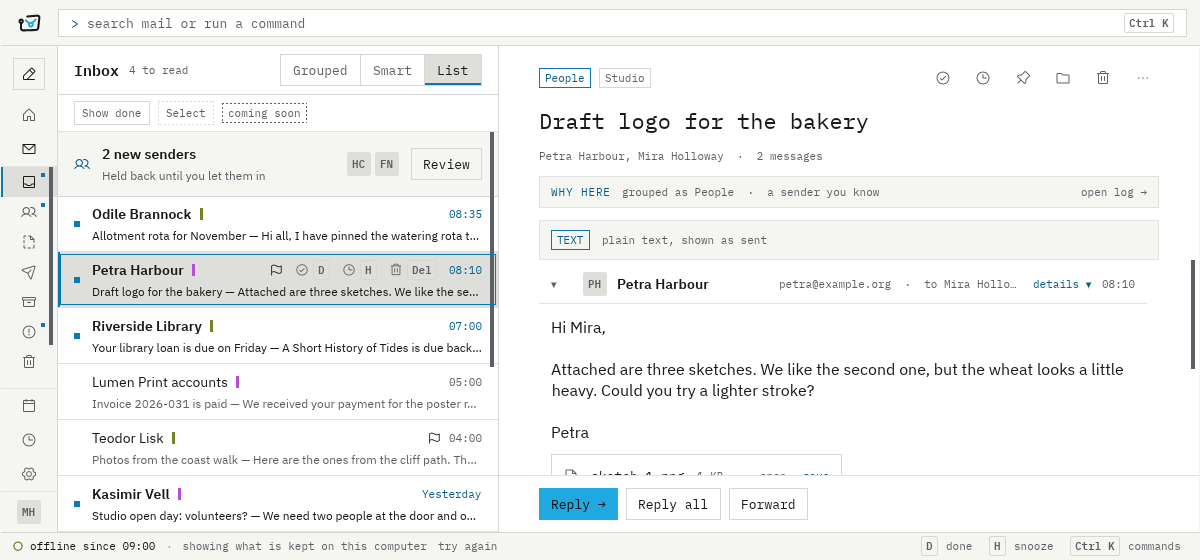 > search mail or run a command Ctrl K
Inbox 4 to read Grouped Smart List
Show done Select coming soon
2 new senders
Held back until you let them in
HC FN Review
Odile Brannock 08:35
Allotment rota for November — Hi all, I have pinned the watering rota t…
Petra Harbour D H Del 08:10
Draft logo for the bakery — Attached are three sketches. We like the se…
Riverside Library 07:00
Your library loan is due on Friday — A Short History of Tides is due back…
Lumen Print accounts 05:00
Invoice 2026-031 is paid — We received your payment for the poster r…
Teodor Lisk 04:00
Photos from the coast walk — Here are the ones from the cliff path. Th…
Kasimir Vell Yesterday
Studio open day: volunteers? — We need two people at the door and o…
MH
People Studio ···
Draft logo for the bakery
Petra Harbour, Mira Holloway · 2 messages
WHY HERE grouped as People · a sender you know open log →
TEXT plain text, shown as sent
▾ PH Petra Harbour petra@example.org · to Mira Hollo… details ▾ 08:10
Hi Mira,
Attached are three sketches. We like the second one, but the wheat looks a little
heavy. Could you try a lighter stroke?
Petra
Reply → Reply all Forward
offline since 09:00 · showing what is kept on this computer try again
D done H snooze Ctrl K commands